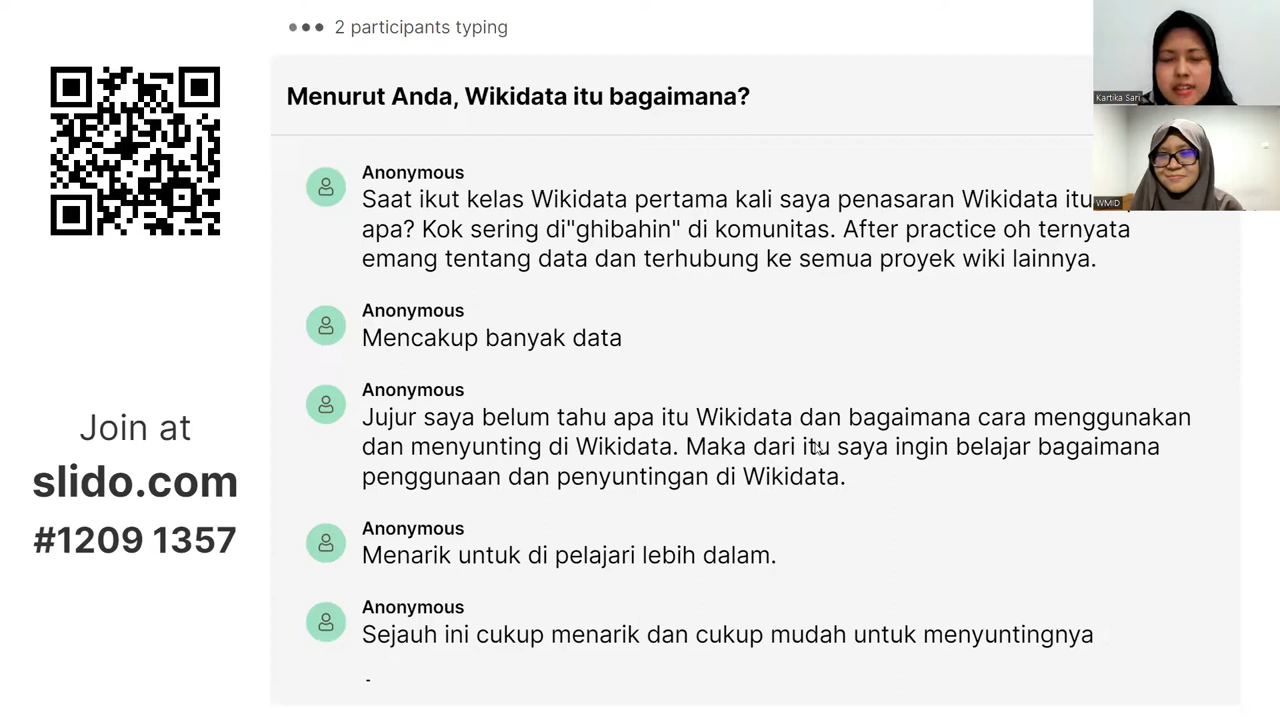 2 participants typing
Menurut Anda, Wikidata itu bagaimana?
Anonymous
Saat ikut kelas Wikidata pertama kali saya penasaran Wikidata itu
apa? Kok sering di"ghibahin" di komunitas. After practice oh ternyata
emang tentang data dan terhubung ke semua proyek wiki lainnya.
Anonymous
Mencakup banyak data
Anonymous
Jujur saya belum tahu apa itu Wikidata dan bagaimana cara menggunakan
dan menyunting di Wikidata. Maka dari itu saya ingin belajar bagaimana
penggunaan dan penyuntingan di Wikidata.
Anonymous
Menarik untuk di pelajari lebih dalam.
Anonymous
Sejauh ini cukup menarik dan cukup mudah untuk menyuntingnya
Join at
slido.com
#1209 1357
Kartika Sari
WMID